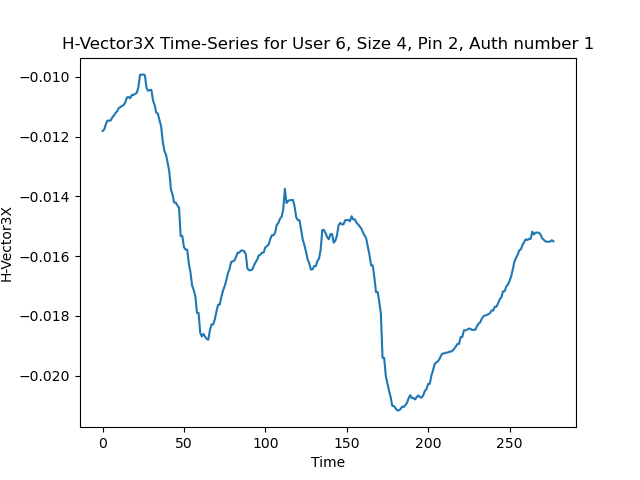 H-Vector3X Time-Series for User 6, Size 4, Pin 2, Auth number 1
−0.010
−0.012
−0.014
−0.016
−0.018
−0.020
H-Vector3X
0 50 100 150 200 250
Time